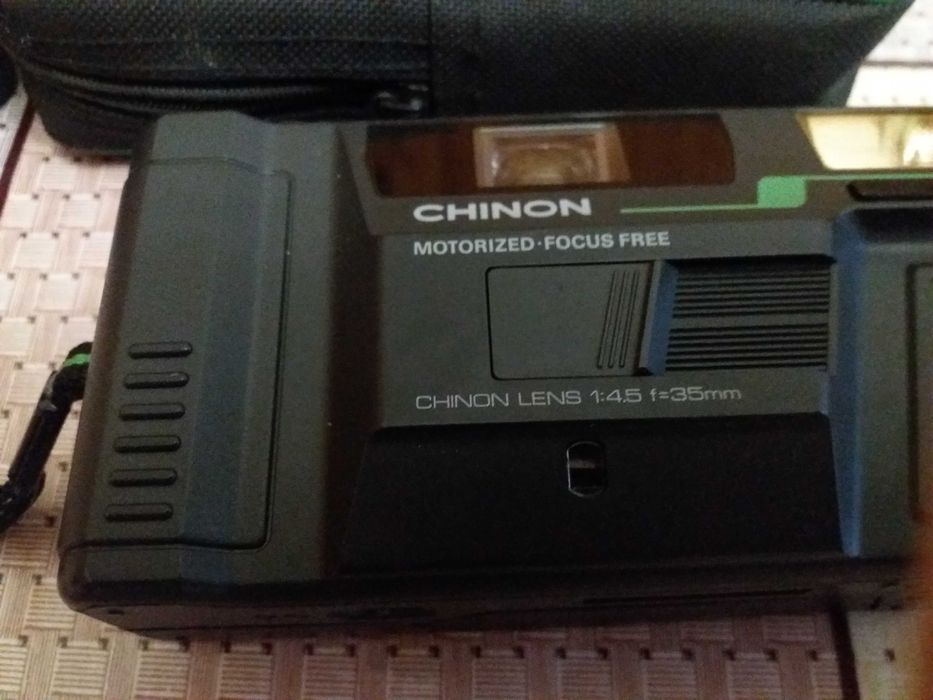 CHINON
MOTORIZED·FOCUS FREE
CHINON LENS 1:4.5 f=35mm